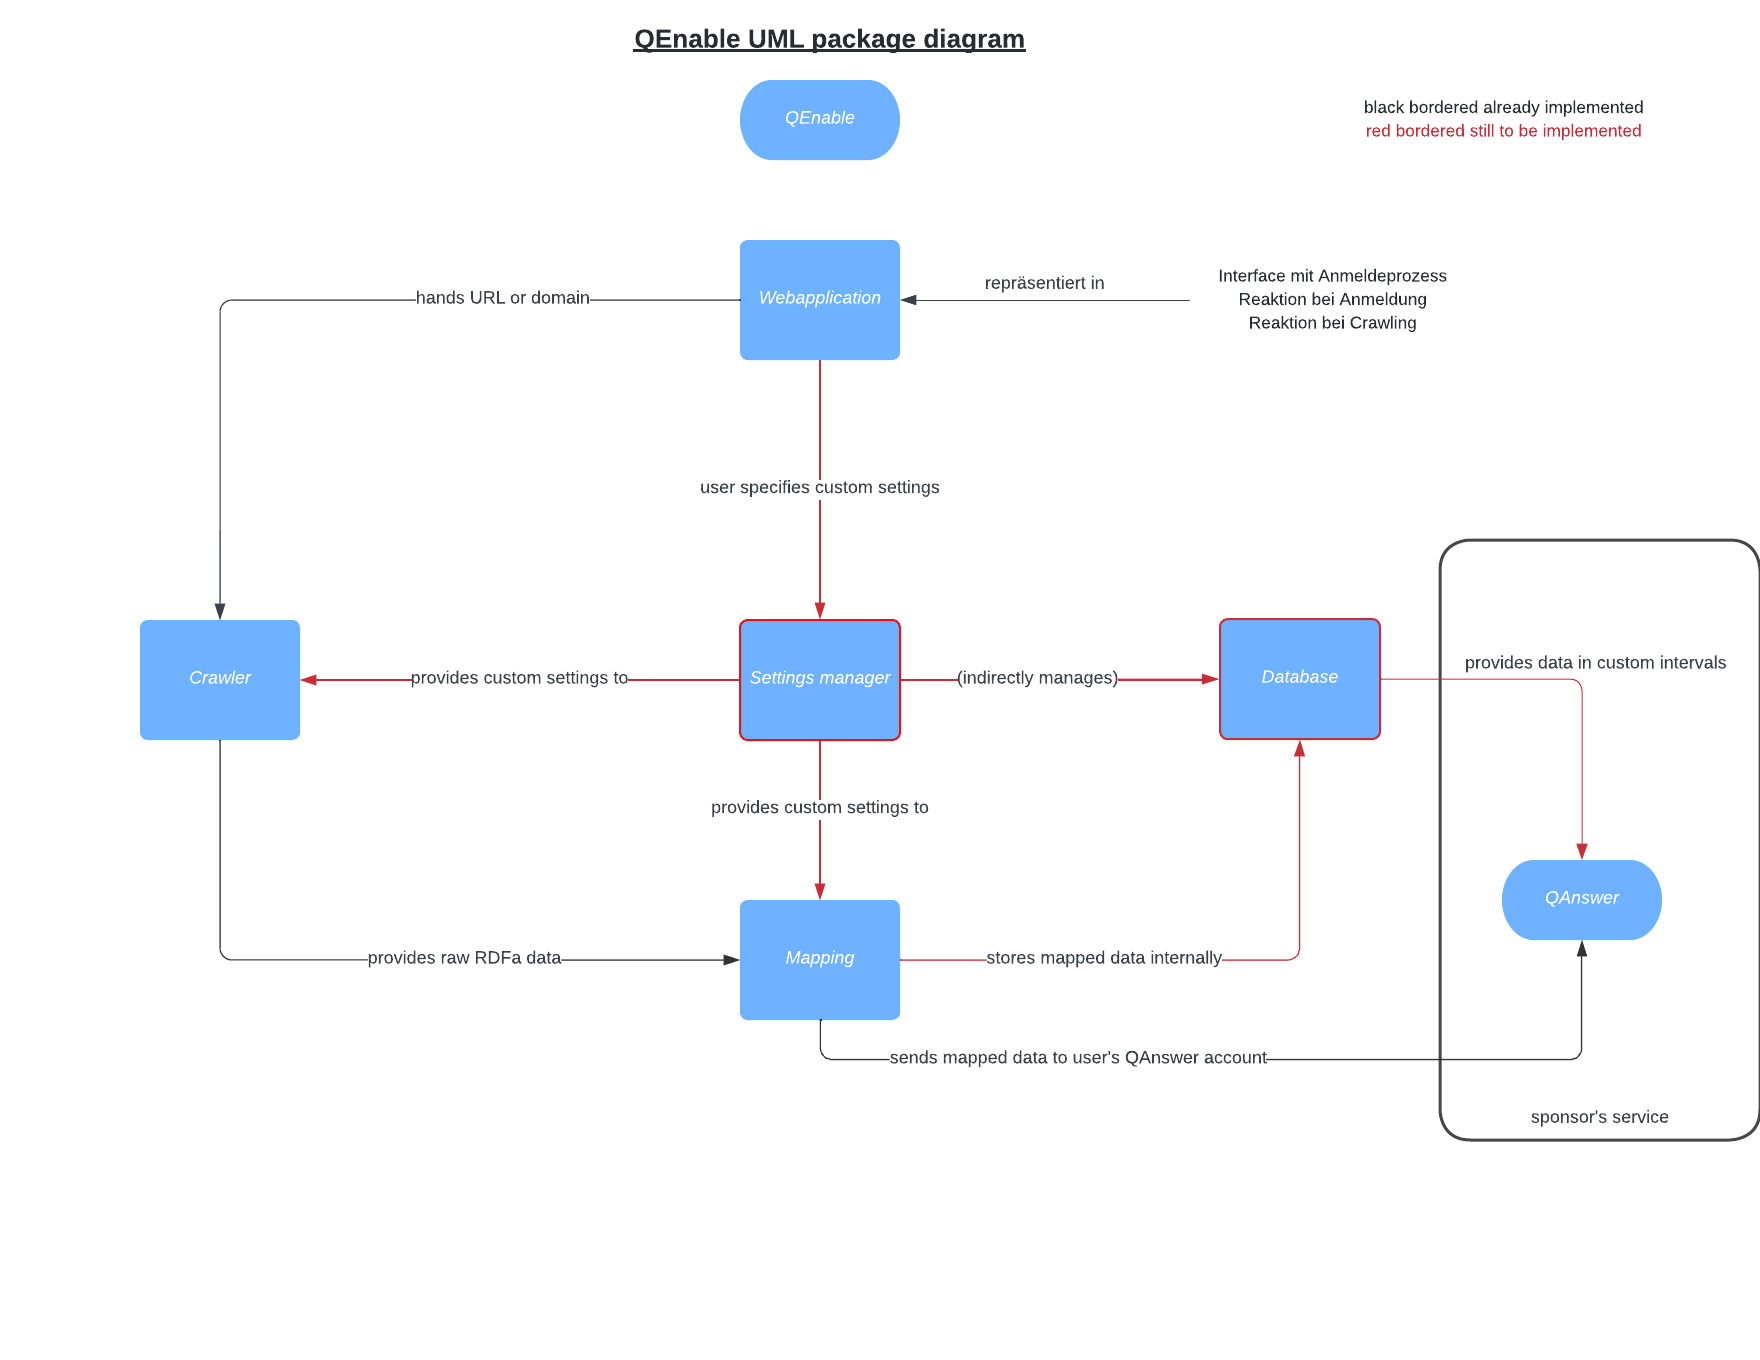 QEnable UML package diagram
QEnable
black bordered already implemented
red bordered still to be implemented
Webapplication
hands URL or domain
repräsentiert in
Interface mit Anmeldeprozess
Reaktion bei Anmeldung
Reaktion bei Crawling
user specifies custom settings
Crawler
provides custom settings to
Settings manager
(indirectly manages)
Database
provides data in custom intervals
provides custom settings to
QAnswer
provides raw RDFa data
Mapping
stores mapped data internally
sends mapped data to user's QAnswer account
sponsor's service